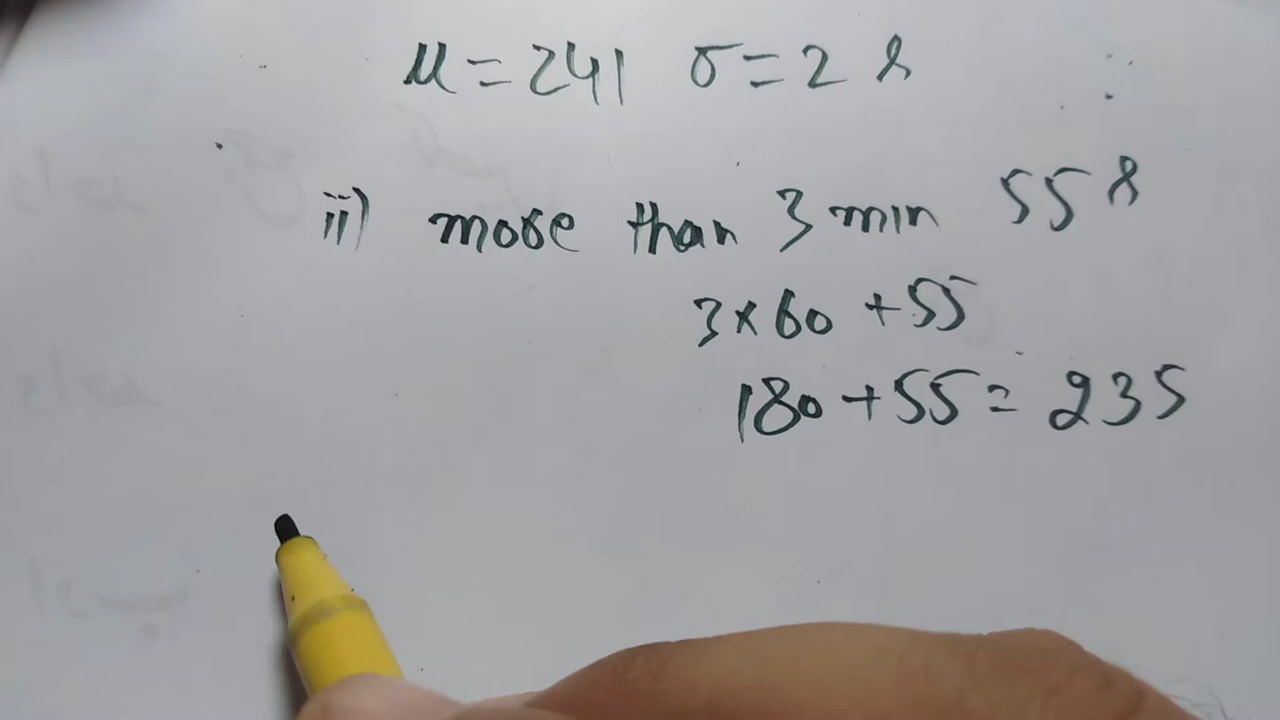 μ = 241 σ = 2 s
ii) more than 3 min 55 s
3 × 60 + 55
180 + 55 = 235